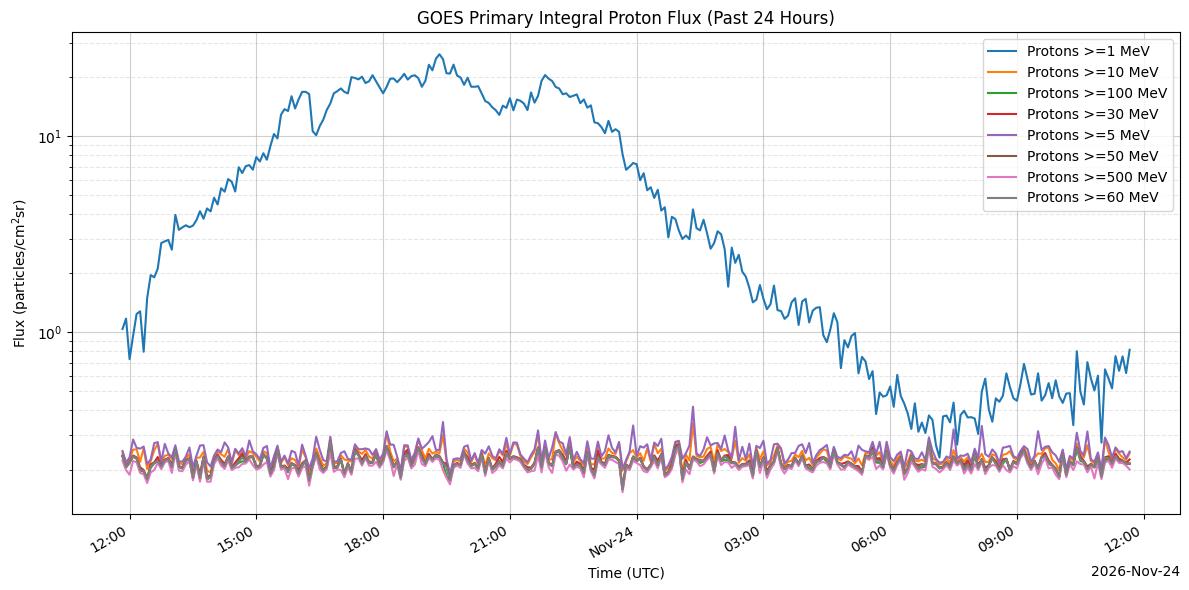 GOES Primary Integral Proton Flux (Past 24 Hours)
Protons >=1 MeV
Protons >=10 MeV
Protons >=100 MeV
Protons >=30 MeV
Protons >=5 MeV
Protons >=50 MeV
Protons >=500 MeV
Protons >=60 MeV
Flux (particles/cm²sr)
10¹
10⁰
12:00
15:00
18:00
21:00
Nov-24
03:00
06:00
09:00
12:00
Time (UTC)
2026-Nov-24